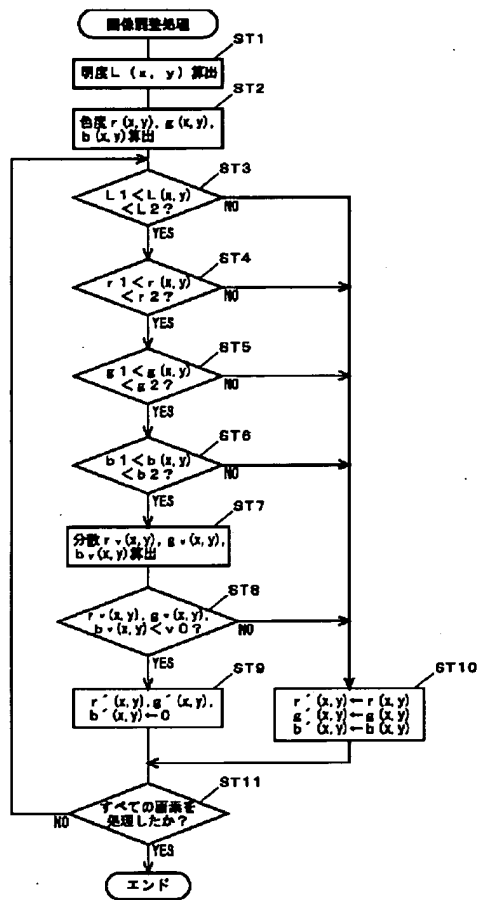 画像調整処理
ST1
明度L (x, y) 算出
ST2
色度r (x,y), g (x,y),
b (x,y) 算出
ST3
L1<L(x,y)
<L2?
NO
YES
ST4
r1<r(x,y)
<r2?
NO
YES
ST5
g1<g(x,y)
<g2?
NO
YES
ST6
b1<b(x,y)
<b2?
NO
YES
ST7
分散r v (x,y), g v (x,y),
b v (x,y) 算出
ST8
r v (x,y), g v (x,y),
b v (x,y)<v0?
NO
YES
ST9
r´(x,y), g´(x,y),
b´(x,y)←0
ST10
r´(x,y)←r(x,y)
g´(x,y)←g(x,y)
b´(x,y)←b(x,y)
ST11
すべての画素を
処理したか?
NO
YES
エンド